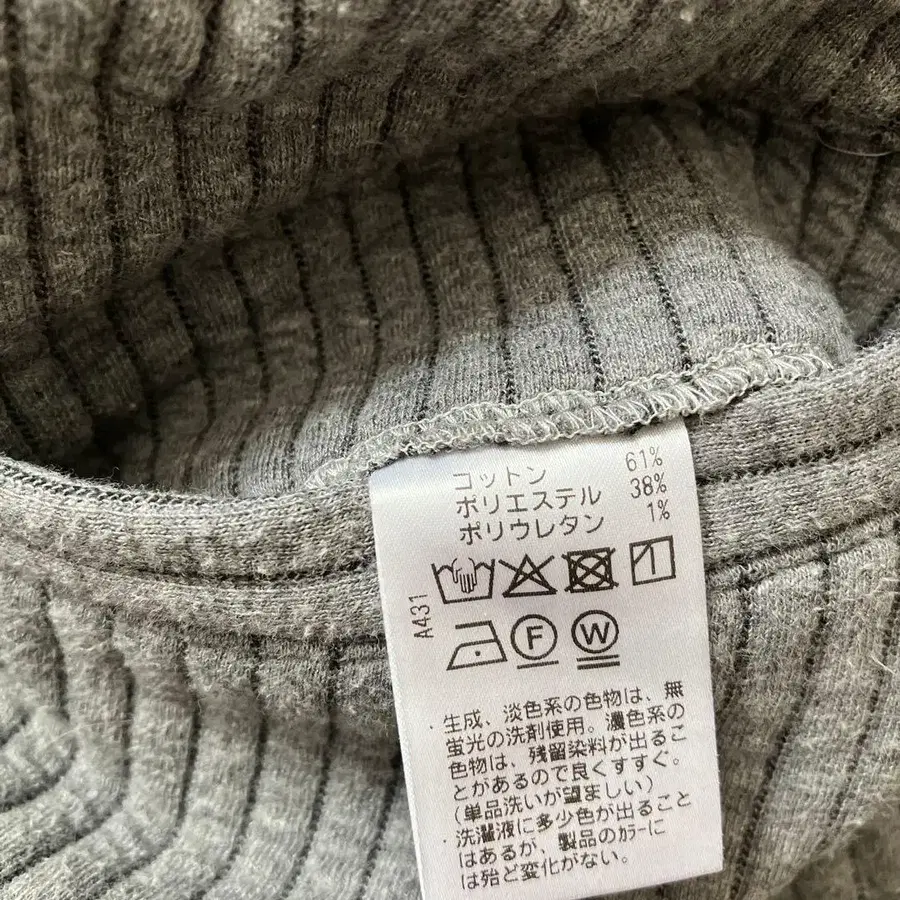 コットン 61%
ポリエステル 38%
ポリウレタン 1%
A431
F W
・生成、淡色系の色物は、無
蛍光の洗剤使用。濃色系の
色物は、残留染料が出るこ
とがあるので良くすすぐ。
(単品洗いが望ましい)
・洗濯液に多少色が出ること
はあるが、製品のカラーに
は殆ど変化がない。